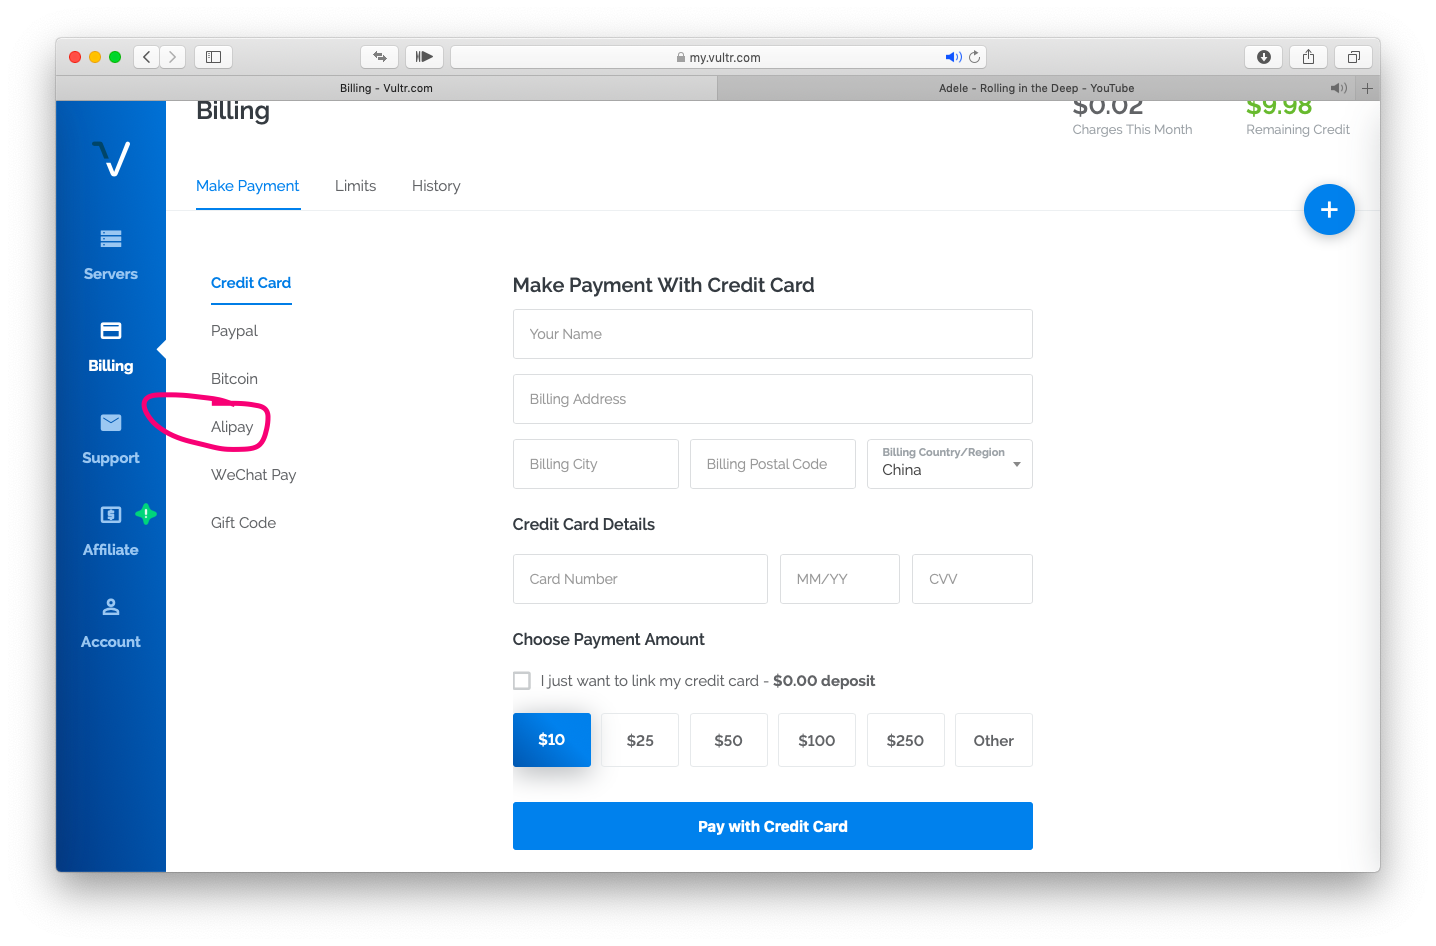 my.vultr.com
Billing - Vultr.com
Adele - Rolling in the Deep - YouTube
Billing
$0.02
Charges This Month
$9.98
Remaining Credit
Make Payment
Limits
History
Servers
Billing
Support
Affiliate
Account
Credit Card
Paypal
Bitcoin
Alipay
WeChat Pay
Gift Code
Make Payment With Credit Card
Your Name
Billing Address
Billing City
Billing Postal Code
Billing Country/Region
China
Credit Card Details
Card Number
MM/YY
CVV
Choose Payment Amount
I just want to link my credit card - $0.00 deposit
$10
$25
$50
$100
$250
Other
Pay with Credit Card